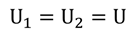 U₁ = U₂ = U